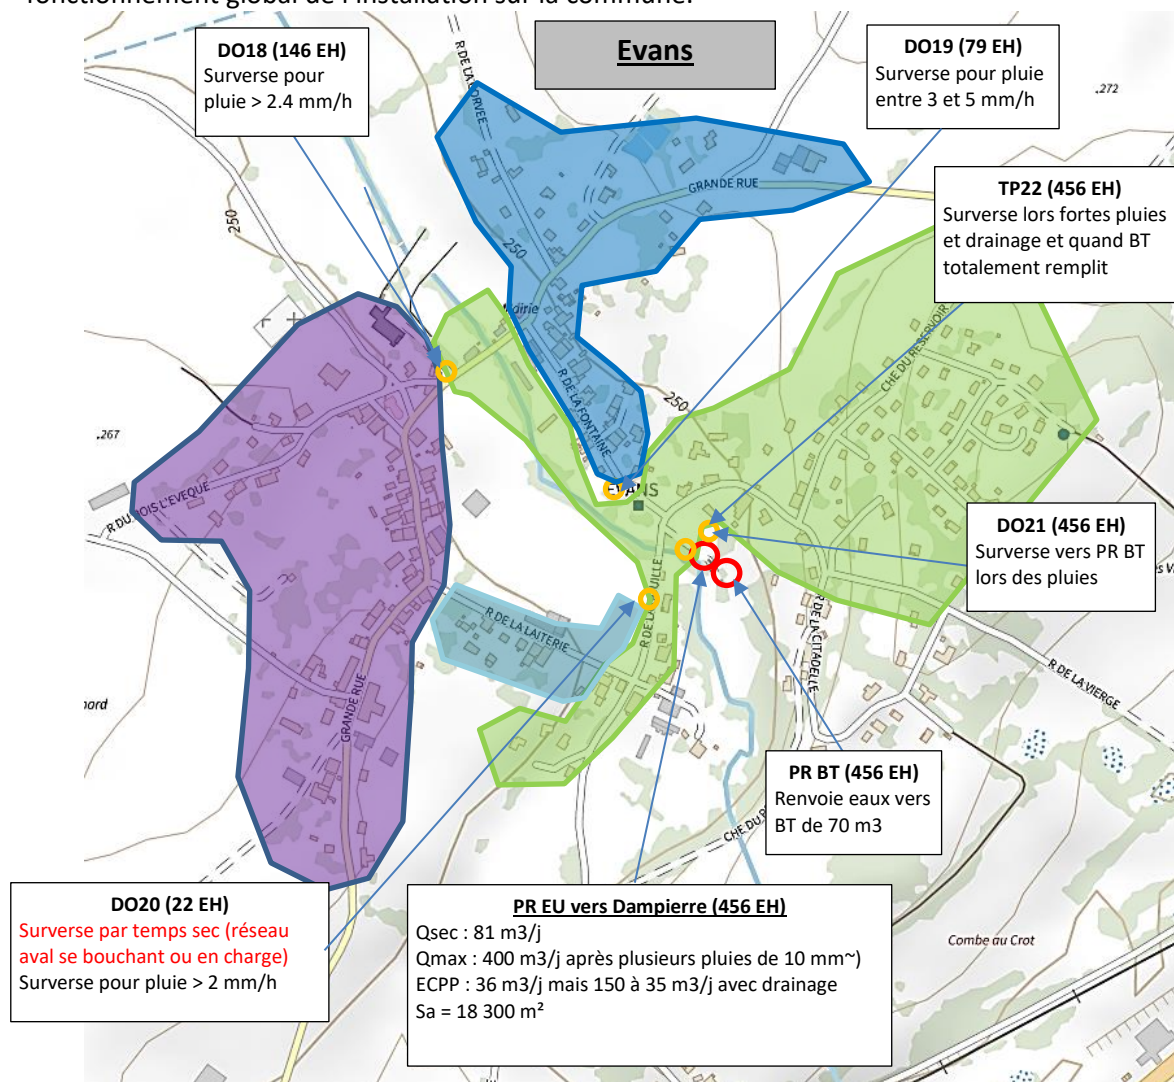 fonctionnement global de l'installation sur la commune.
Evans
DO18 (146 EH)
Surverse pour
pluie > 2.4 mm/h
DO19 (79 EH)
Surverse pour pluie
entre 3 et 5 mm/h
TP22 (456 EH)
Surverse lors fortes pluies
et drainage et quand BT
totalement remplit
DO21 (456 EH)
Surverse vers PR BT
lors des pluies
PR BT (456 EH)
Renvoie eaux vers
BT de 70 m3
DO20 (22 EH)
Surverse par temps sec (réseau
aval se bouchant ou en charge)
Surverse pour pluie > 2 mm/h
PR EU vers Dampierre (456 EH)
Qsec : 81 m3/j
Qmax : 400 m3/j après plusieurs pluies de 10 mm~)
ECPP : 36 m3/j mais 150 à 35 m3/j avec drainage
Sa = 18 300 m²
R DE LA CORVEE
GRANDE RUE
.272
250
250
Mairie
R DE LA FONTAINE
250
CHE DU RESERVOIR
.267
EVANS
R DU BOIS L'EVEQUE
R DE LA LAITERIE
GRANDE RUE
R DE LA CITADELLE
R DE LA VIERGE
Combe au Crot